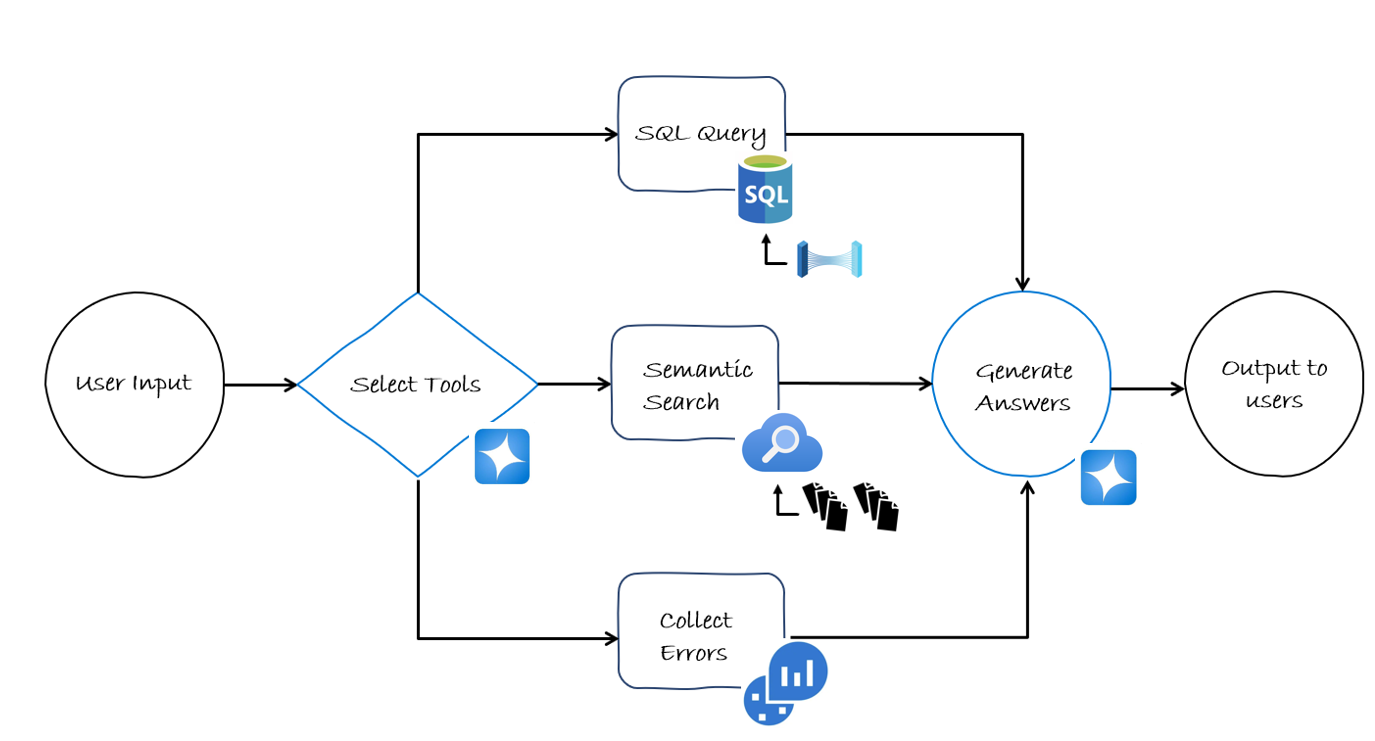 SQL Query
SQL
User Input
Select Tools
Semantic
Search
Generate
Answers
Output to
users
Collect
Errors